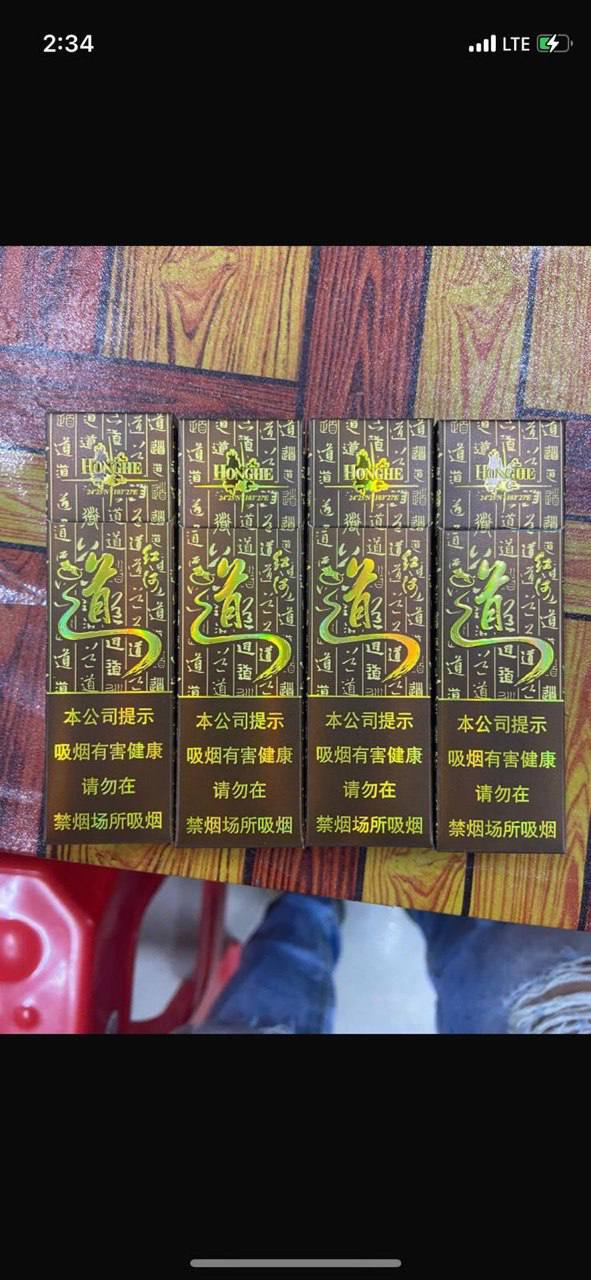 2:34
LTE
HONGHE
红河
道
本公司提示
吸烟有害健康
请勿在
禁烟场所吸烟
HONGHE
红河
道
本公司提示
吸烟有害健康
请勿在
禁烟场所吸烟
HONGHE
红河
道
本公司提示
吸烟有害健康
请勿在
禁烟场所吸烟
HONGHE
红河
道
本公司提示
吸烟有害健康
请勿在
禁烟场所吸烟